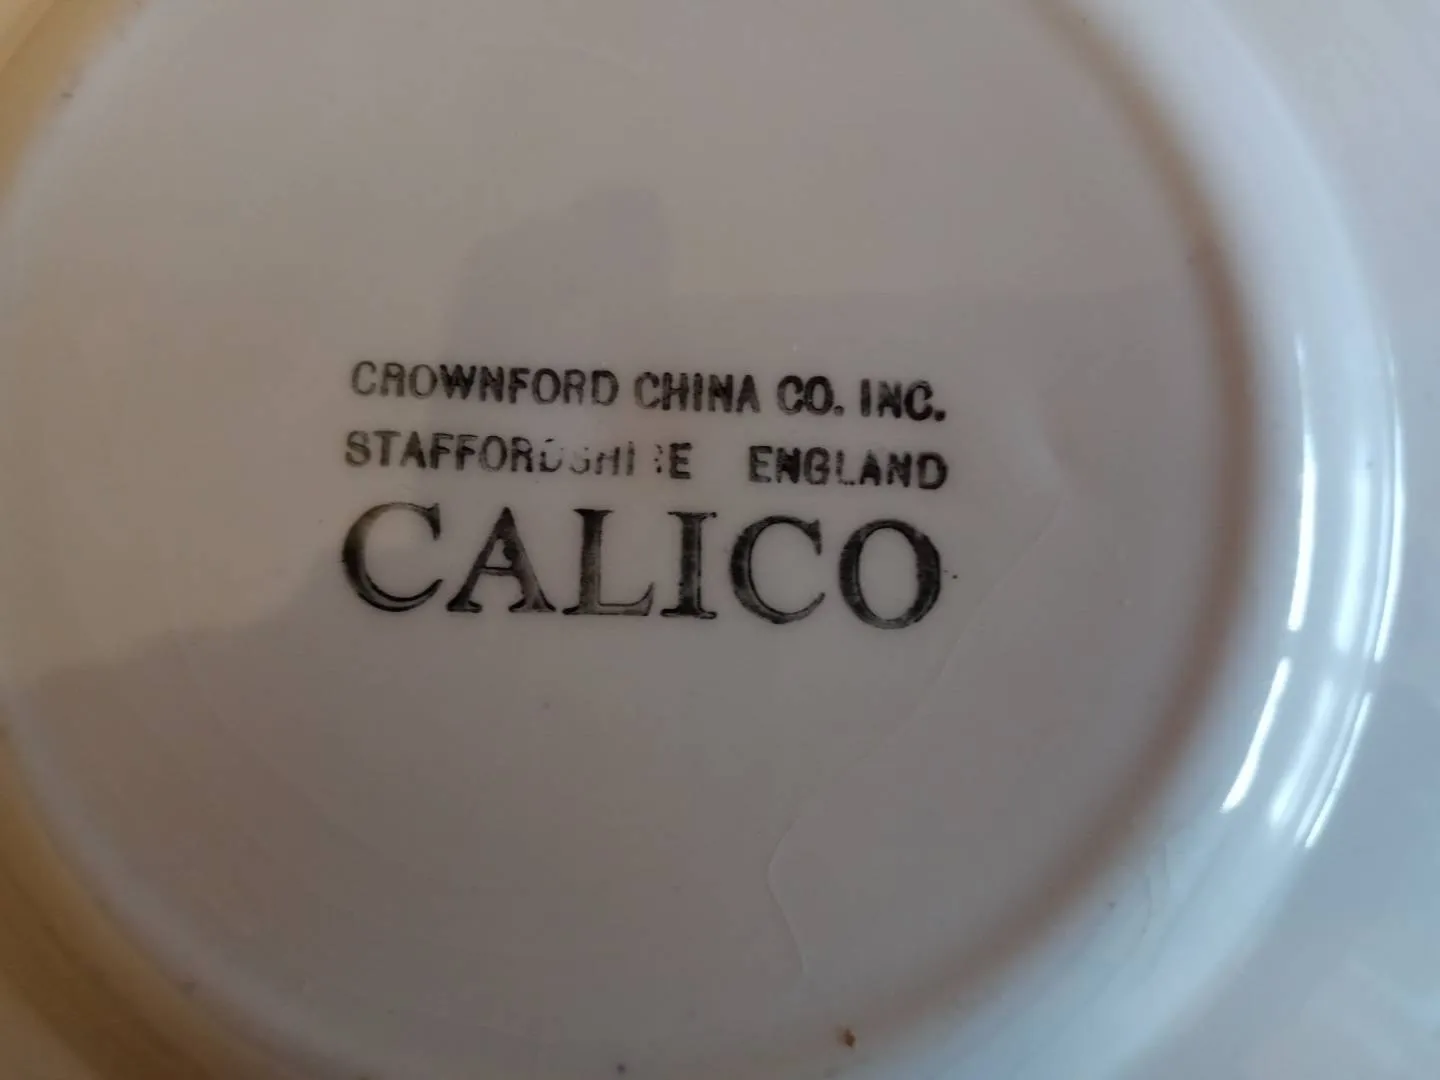 CROWNFORD CHINA CO. INC.
STAFFORDSHIRE ENGLAND
CALICO